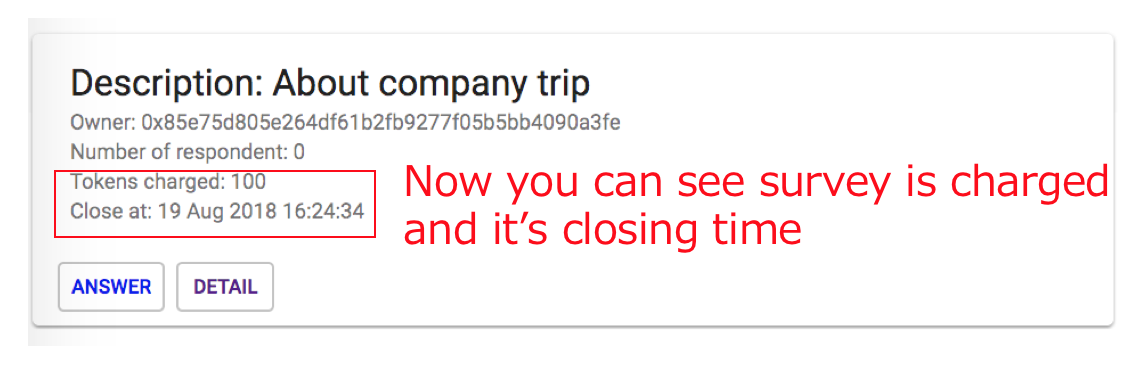 Description: About company trip
Owner: 0x85e75d805e264df61b2fb9277f05b5bb4090a3fe
Number of respondent: 0
Tokens charged: 100
Close at: 19 Aug 2018 16:24:34
Now you can see survey is charged
and it’s closing time
ANSWER
DETAIL